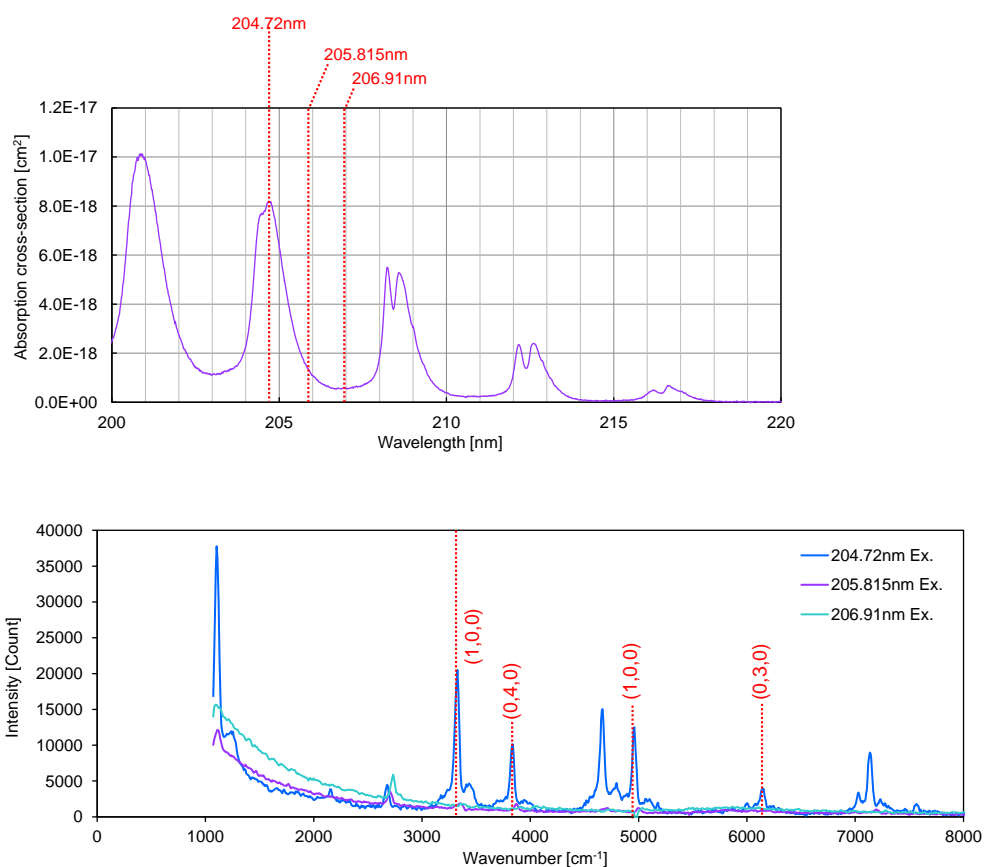 204.72nm
205.815nm
206.91nm
1.2E-17
1.0E-17
8.0E-18
6.0E-18
4.0E-18
2.0E-18
0.0E+00
Absorption cross-section [cm²]
200
205
210
215
220
Wavelength [nm]
40000
35000
30000
25000
20000
15000
10000
5000
0
Intensity [Count]
204.72nm Ex.
205.815nm Ex.
206.91nm Ex.
(1,0,0)
(0,4,0)
(1,0,0)
(0,3,0)
0
1000
2000
3000
4000
5000
6000
7000
8000
Wavenumber [cm⁻¹]